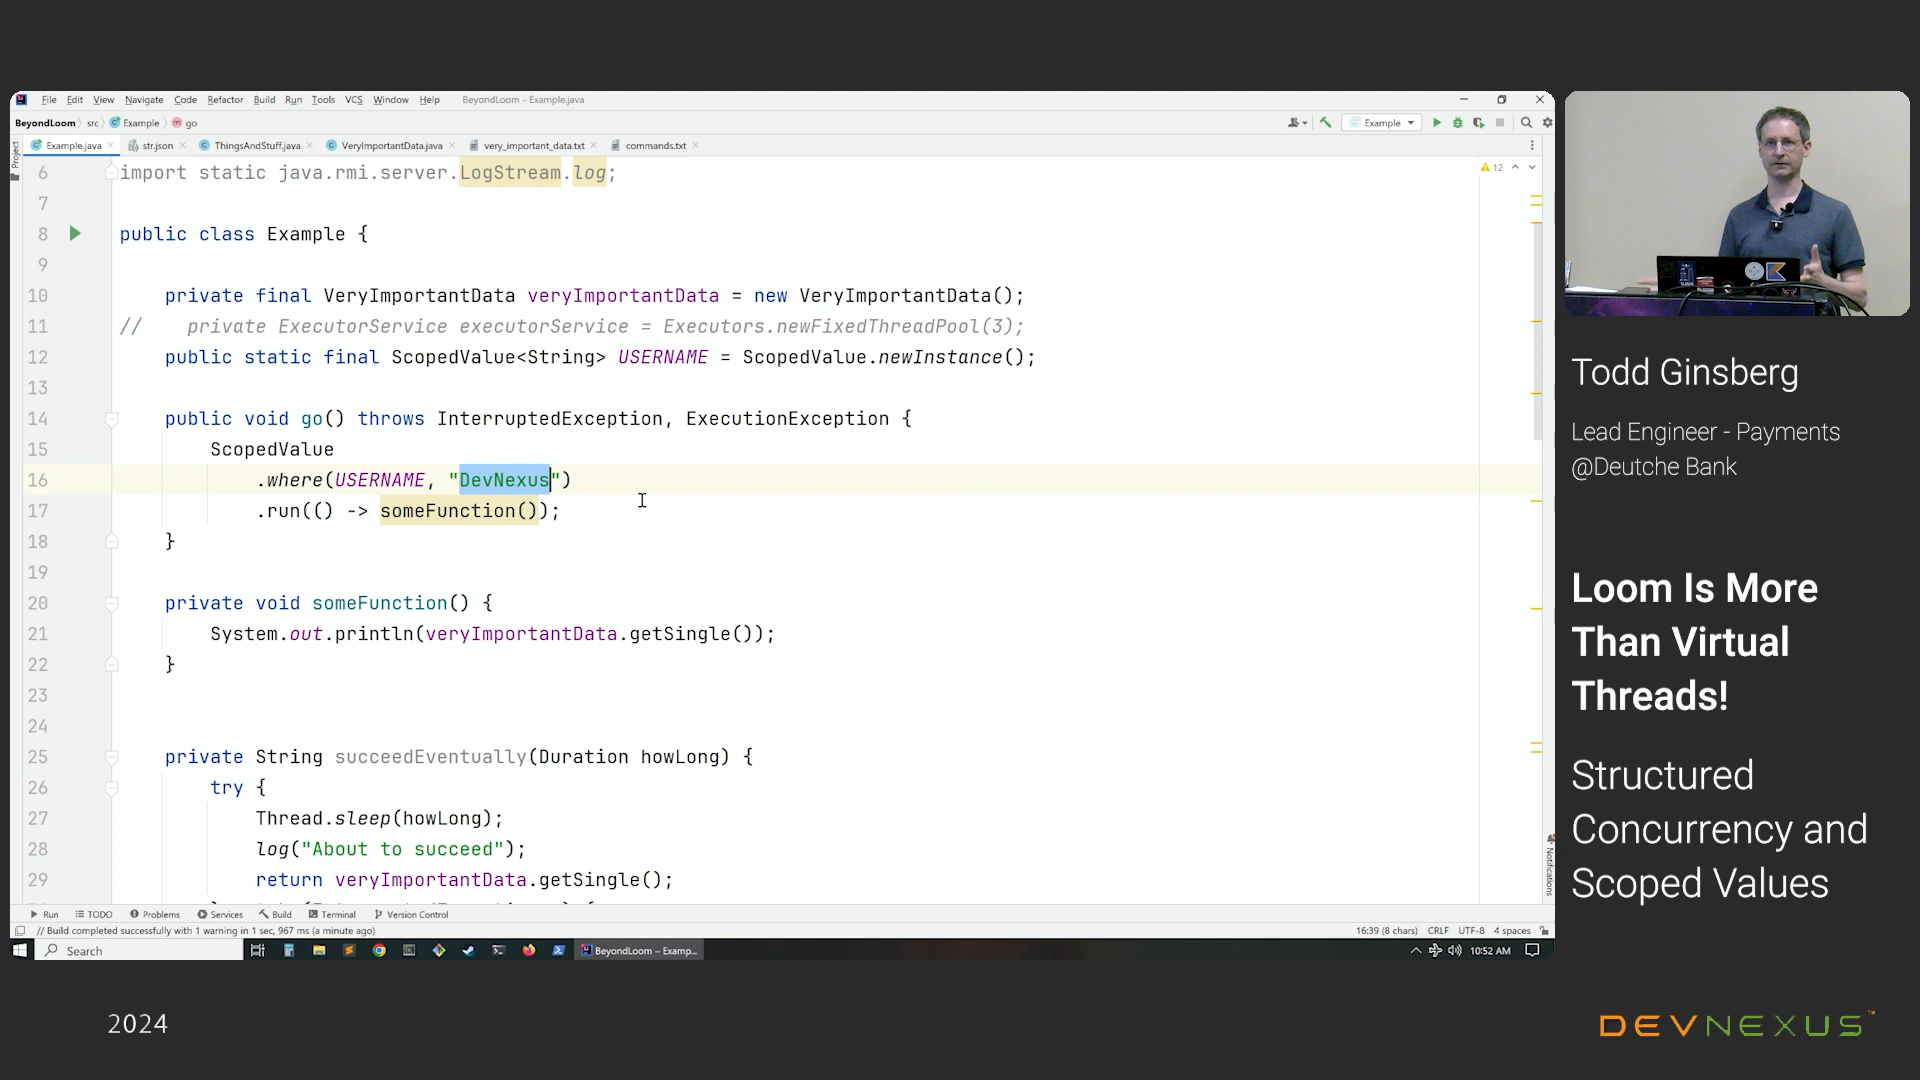 File Edit View Navigate Code Refactor Build Run Tools VCS Window Help BeyondLoom - Example.java
BeyondLoom src Example go
Example
Project
Example.java str.json ThingsAndStuff.java VeryImportantData.java very_important_data.txt commands.txt
12
6 import static java.rmi.server.LogStream.log;
7
8 public class Example {
9
10 private final VeryImportantData veryImportantData = new VeryImportantData();
11 // private ExecutorService executorService = Executors.newFixedThreadPool(3);
12 public static final ScopedValue<String> USERNAME = ScopedValue.newInstance();
13
14 public void go() throws InterruptedException, ExecutionException {
15 ScopedValue
16 .where(USERNAME, "DevNexus")
17 .run(() -> someFunction());
18 }
19
20 private void someFunction() {
21 System.out.println(veryImportantData.getSingle());
22 }
23
24
25 private String succeedEventually(Duration howLong) {
26 try {
27 Thread.sleep(howLong);
28 log("About to succeed");
29 return veryImportantData.getSingle();
Notifications
Run TODO Problems Services Build Terminal Version Control
// Build completed successfully with 1 warning in 1 sec, 967 ms (a minute ago)
16:39 (8 chars) CRLF UTF-8 4 spaces
Search
BeyondLoom – Examp...
10:52 AM
Todd Ginsberg
Lead Engineer - Payments
@Deutche Bank
Loom Is More
Than Virtual
Threads!
Structured
Concurrency and
Scoped Values
2024
DEVNEXUS™